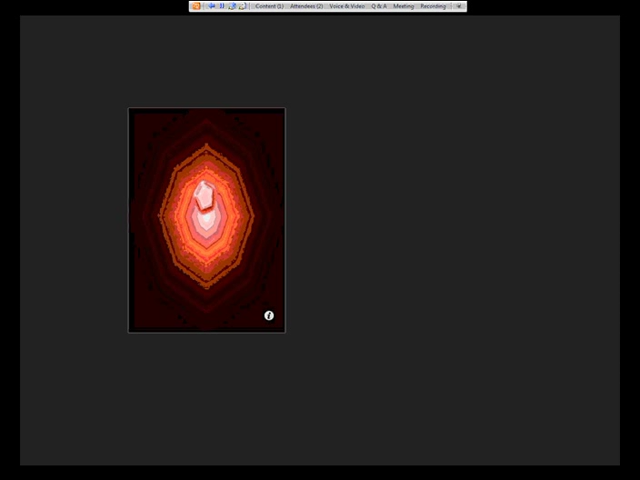 Content (1) Attendees (2) Voice & Video Q & A Meeting Recording
i